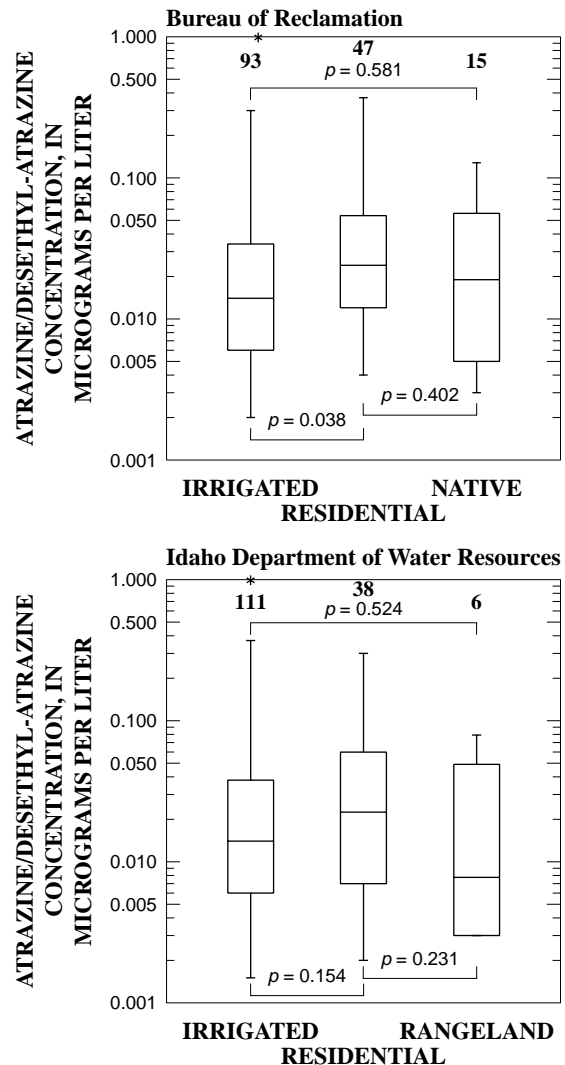 Bureau of Reclamation
ATRAZINE/DESETHYL-ATRAZINE
CONCENTRATION, IN
MICROGRAMS PER LITER
1.000
0.500
0.100
0.050
0.010
0.005
0.001
*
93
47
15
p = 0.581
p = 0.402
p = 0.038
IRRIGATED
NATIVE
RESIDENTIAL
Idaho Department of Water Resources
ATRAZINE/DESETHYL-ATRAZINE
CONCENTRATION, IN
MICROGRAMS PER LITER
1.000
0.500
0.100
0.050
0.010
0.005
0.001
*
111
38
6
p = 0.524
p = 0.231
p = 0.154
IRRIGATED
RANGELAND
RESIDENTIAL